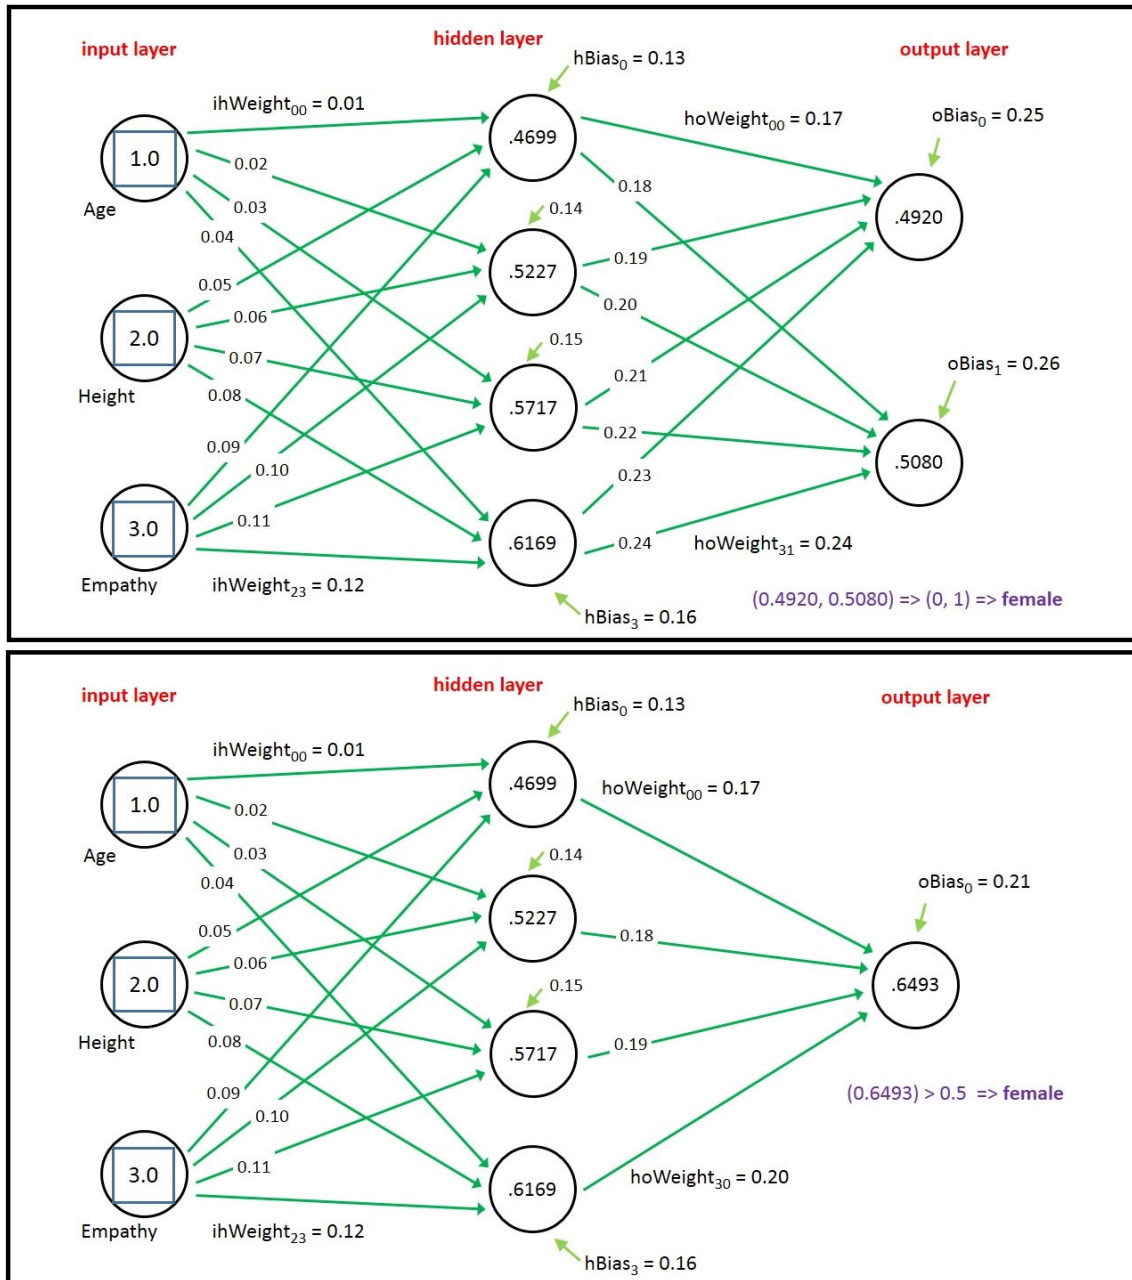 input layer
hidden layer
output layer
hBias0 = 0.13
ihWeight00 = 0.01
hoWeight00 = 0.17
oBias0 = 0.25
1.0
.4699
0.02
0.18
Age
0.03
0.14
.4920
0.04
.5227
0.19
0.05
0.20
2.0
0.06
0.15
0.07
oBias1 = 0.26
Height
0.08
.5717
0.21
0.22
0.09
.5080
0.10
0.23
3.0
0.11
.6169
0.24
hoWeight31 = 0.24
Empathy
ihWeight23 = 0.12
(0.4920, 0.5080) => (0, 1) => female
hBias3 = 0.16
input layer
hidden layer
output layer
hBias0 = 0.13
ihWeight00 = 0.01
hoWeight00 = 0.17
1.0
.4699
0.02
Age
0.03
0.14
0.04
oBias0 = 0.21
.5227
0.05
0.18
0.06
2.0
0.15
.6493
0.07
Height
0.08
.5717
0.19
0.09
(0.6493) > 0.5 => female
0.10
3.0
0.11
.6169
hoWeight30 = 0.20
Empathy
ihWeight23 = 0.12
hBias3 = 0.16